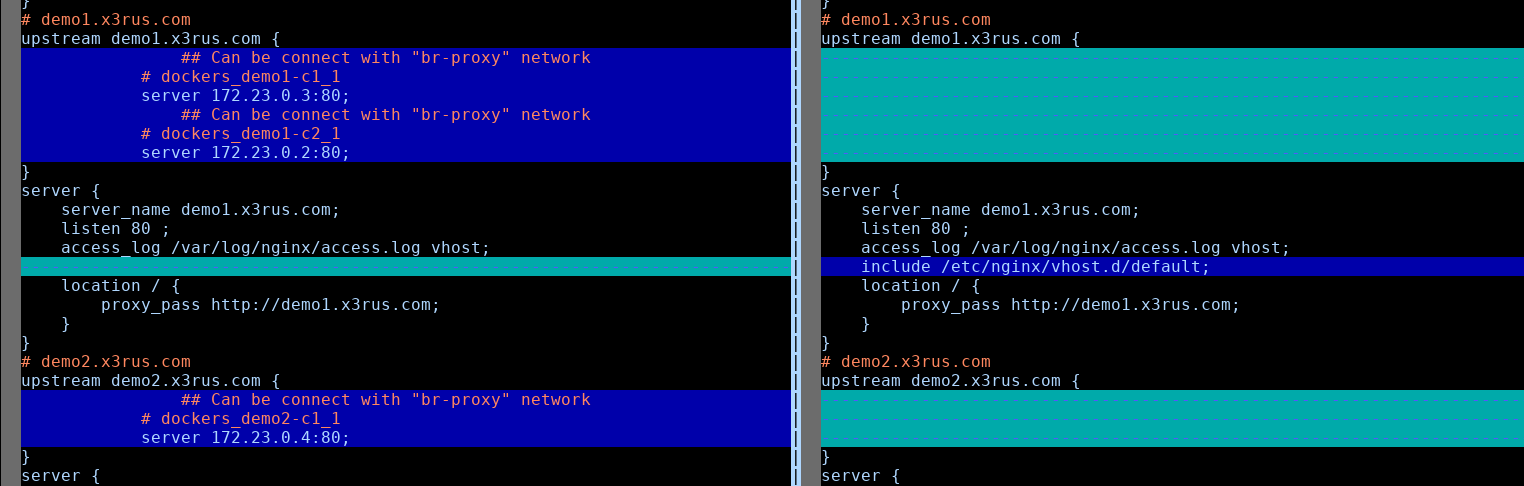 }
# demo1.x3rus.com
upstream demo1.x3rus.com {
                ## Can be connect with "br-proxy" network
            # dockers_demo1-c1_1
            server 172.23.0.3:80;
                ## Can be connect with "br-proxy" network
            # dockers_demo1-c2_1
            server 172.23.0.2:80;
}
server {
    server_name demo1.x3rus.com;
    listen 80 ;
    access_log /var/log/nginx/access.log vhost;
    location / {
        proxy_pass http://demo1.x3rus.com;
    }
}
# demo2.x3rus.com
upstream demo2.x3rus.com {
                ## Can be connect with "br-proxy" network
            # dockers_demo2-c1_1
            server 172.23.0.4:80;
}
server {
}
# demo1.x3rus.com
upstream demo1.x3rus.com {
}
server {
    server_name demo1.x3rus.com;
    listen 80 ;
    access_log /var/log/nginx/access.log vhost;
    include /etc/nginx/vhost.d/default;
    location / {
        proxy_pass http://demo1.x3rus.com;
    }
}
# demo2.x3rus.com
upstream demo2.x3rus.com {
}
server {